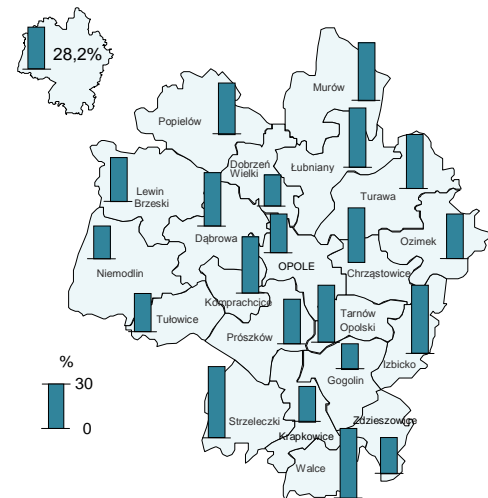 28,2%
Murów
Popielów
Dobrzeń
Wielki
Łubniany
Lewin
Brzeski
Turawa
Dąbrowa
Ozimek
Niemodlin
OPOLE
Chrząstowice
Komprachcice
Tułowice
Tarnów
Opolski
Prószków
%
30
0
Izbicko
Gogolin
Strzeleczki
Zdzieszowice
Krapkowice
Walce